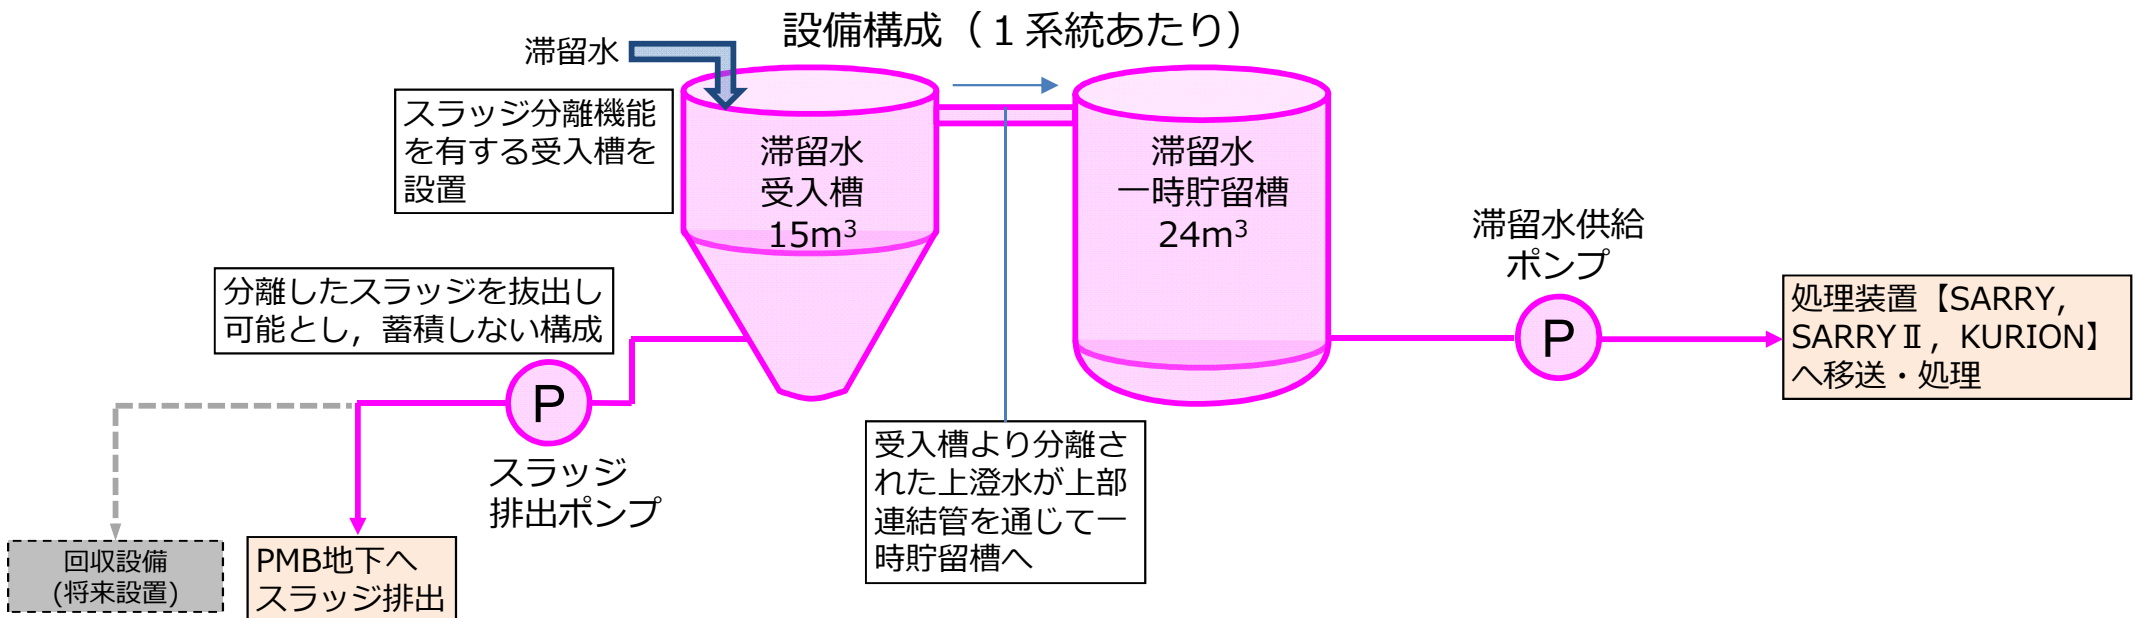 設備構成（１系統あたり）
滞留水
スラッジ分離機能
を有する受入槽を
設置
滞留水
受入槽
15m³
滞留水
一時貯留槽
24m³
滞留水供給
ポンプ
P
処理装置【SARRY,
SARRYⅡ, KURION】
へ移送・処理
分離したスラッジを抜出し
可能とし，蓄積しない構成
P
スラッジ
排出ポンプ
受入槽より分離さ
れた上澄水が上部
連結管を通じて一
時貯留槽へ
回収設備
(将来設置)
PMB地下へ
スラッジ排出